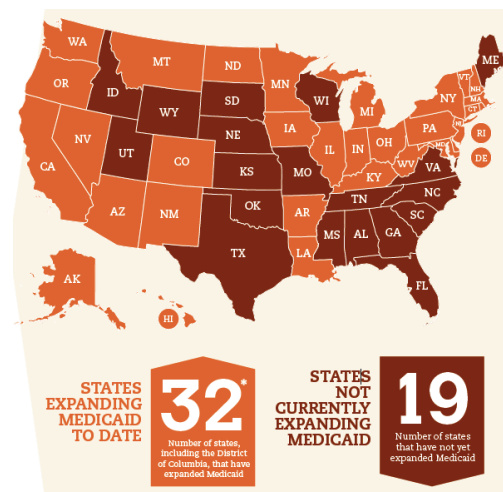 WA
MT
ND
MN
ME
OR
ID
WY
SD
WI
MI
VT
NH
MA
CT
NY
NV
UT
CO
NE
IA
IL
IN
OH
PA
NJ
RI
DE
MD
CA
KS
MO
KY
WV
VA
AZ
NM
OK
AR
TN
NC
SC
TX
LA
MS
AL
GA
FL
AK
HI
STATES
EXPANDING
MEDICAID
TO DATE
32*
Number of states,
including the District
of Columbia, that have
expanded Medicaid
STATES
NOT
CURRENTLY
EXPANDING
MEDICAID
19
Number of states
that have not yet
expanded Medicaid